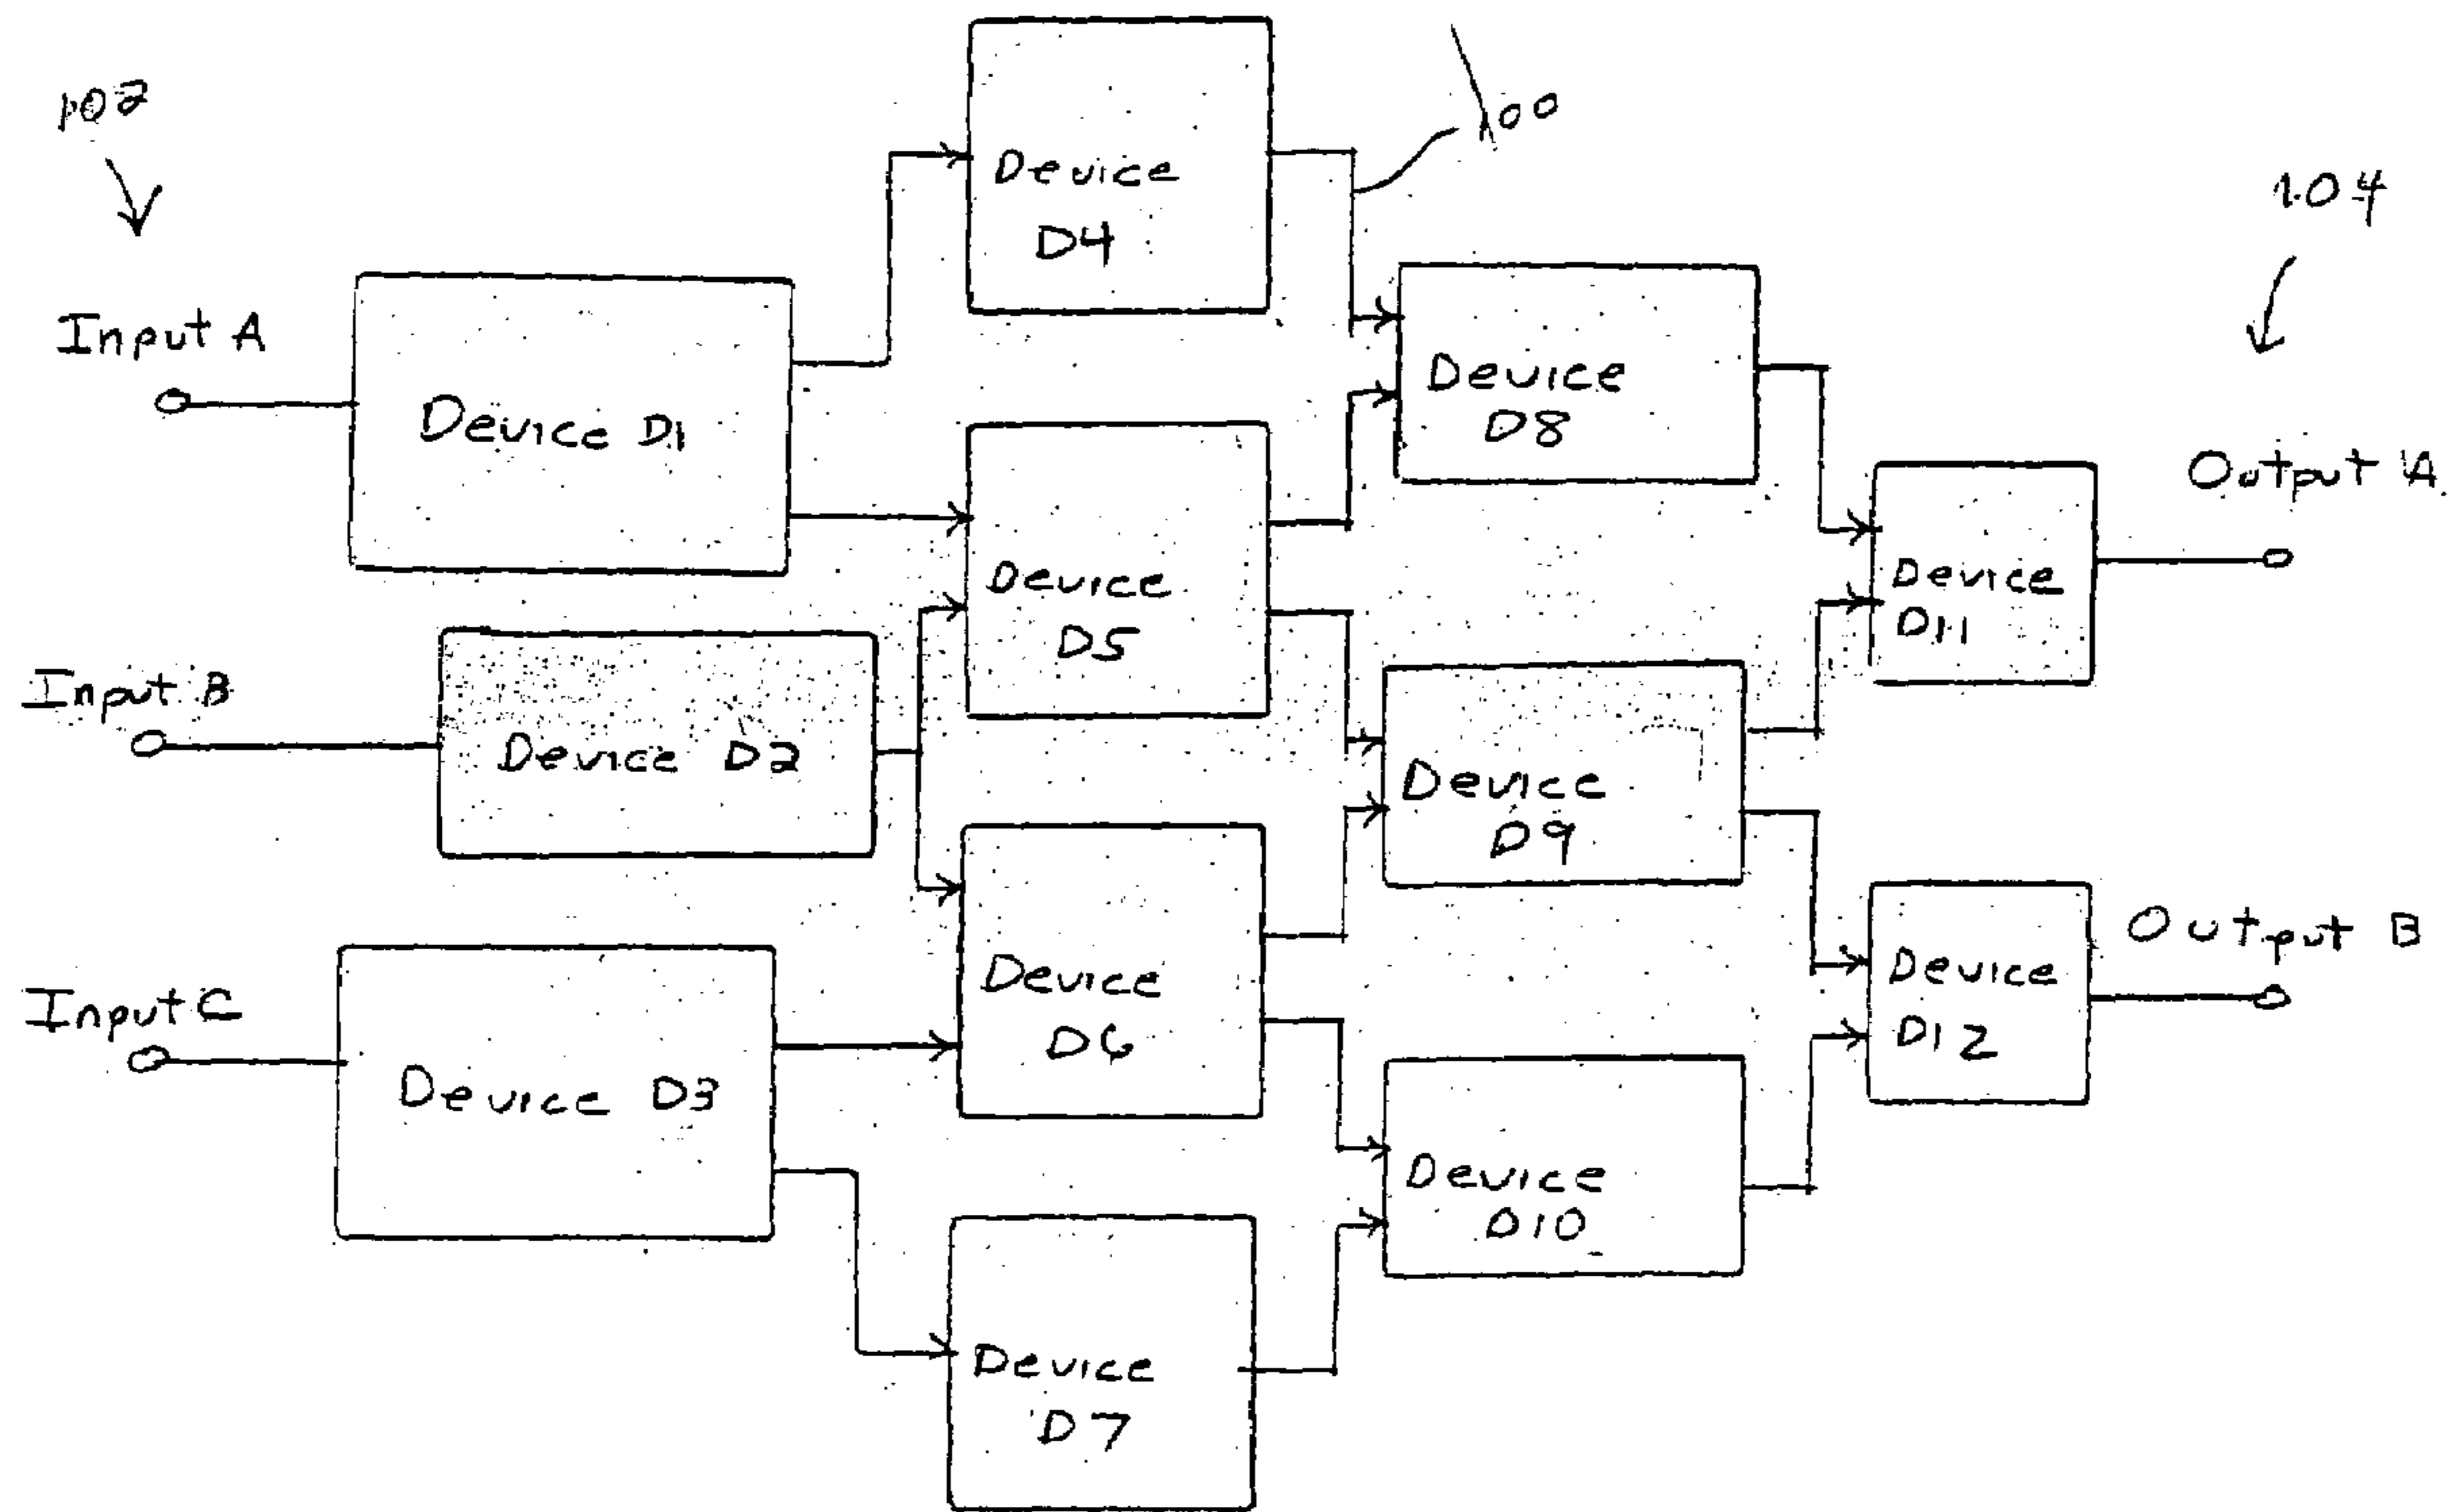 102
100
104
Device
D4
Input A
Device D1
Device
D8
Output A
Device
D5
Device
D11
Input B
Device D2
Device
D9
Device
D6
Output B
Device
D12
Input C
Device D3
Device
D10
Device
D7